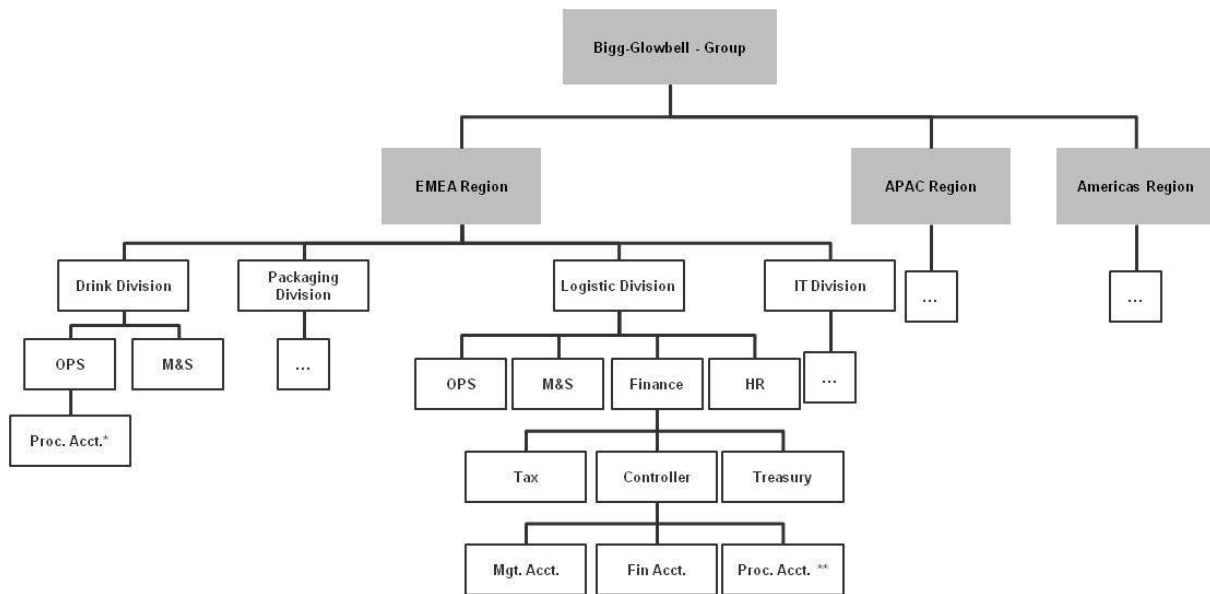 Bigg-Glowbell - Group
EMEA Region
APAC Region
Americas Region
Drink Division
Packaging
Division
Logistic Division
IT Division
...
...
OPS
M&S
...
OPS
M&S
Finance
HR
...
Proc. Acct.*
Tax
Controller
Treasury
Mgt. Acct.
Fin Acct.
Proc. Acct. **